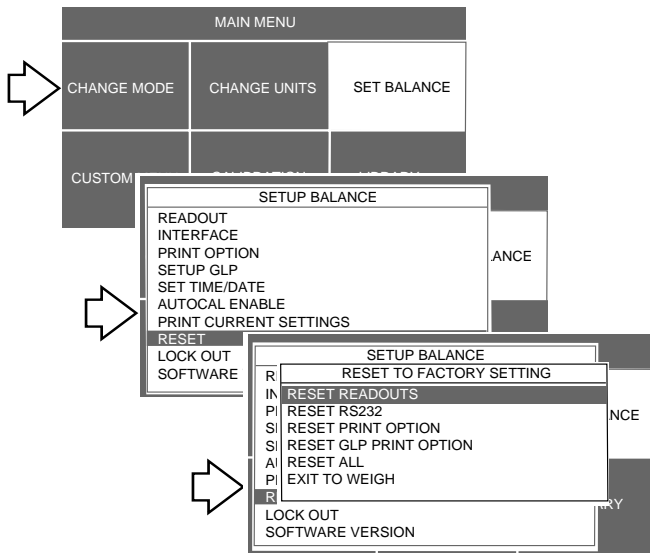 MAIN MENU
CHANGE MODE CHANGE UNITS SET BALANCE
CUSTOM
SETUP BALANCE
READOUT
INTERFACE
PRINT OPTION
SETUP GLP
SET TIME/DATE
AUTOCAL ENABLE
PRINT CURRENT SETTINGS
RESET
LOCK OUT
SOFTWARE
ANCE
SETUP BALANCE
RESET TO FACTORY SETTING
RESET READOUTS
RESET RS232
RESET PRINT OPTION
RESET GLP PRINT OPTION
RESET ALL
EXIT TO WEIGH
LOCK OUT
SOFTWARE VERSION
NCE
RY